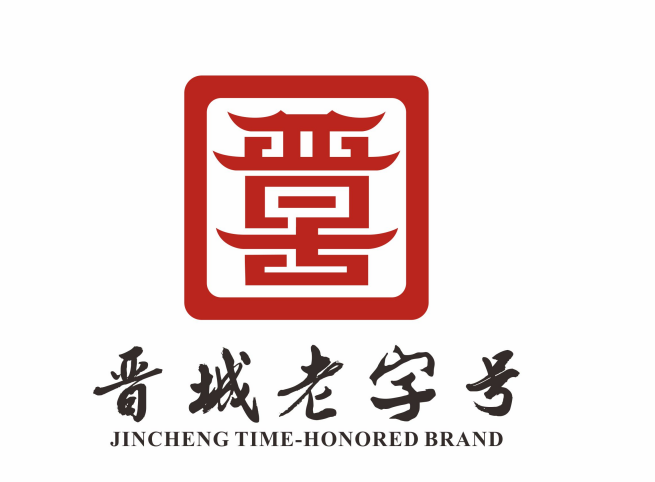 晋城老字号
JINCHENG TIME-HONORED BRAND